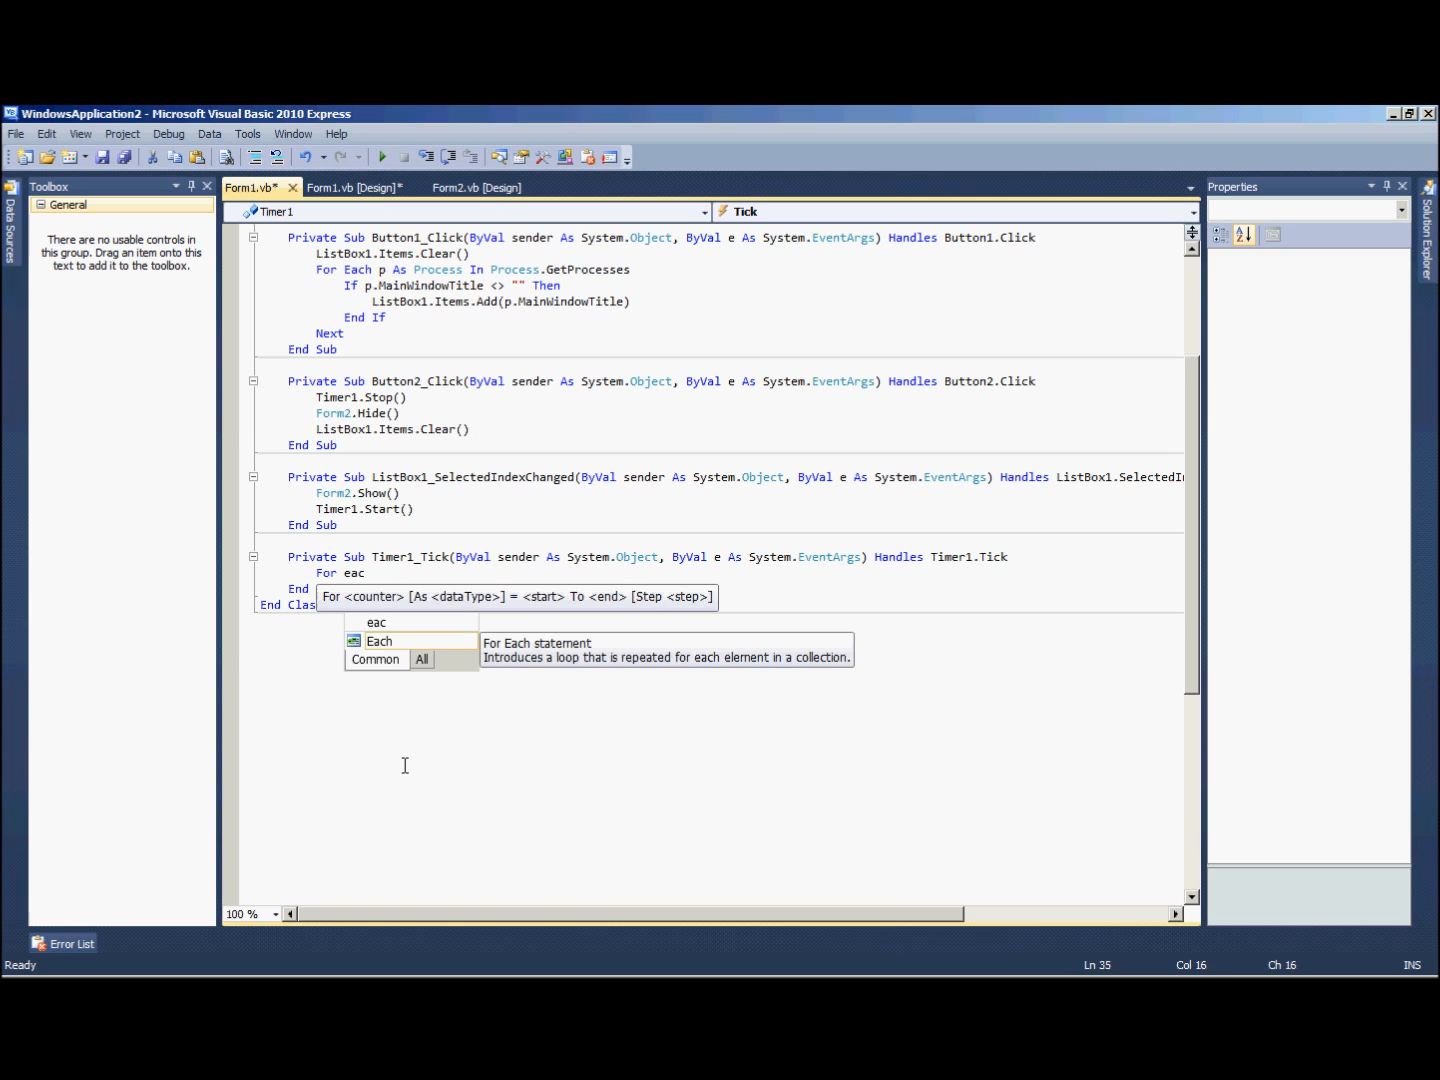 WindowsApplication2 - Microsoft Visual Basic 2010 Express
File Edit View Project Debug Data Tools Window Help
Toolbox
General
There are no usable controls in
this group. Drag an item onto this
text to add it to the toolbox.
Data Sources
Form1.vb* Form1.vb [Design]* Form2.vb [Design]
Timer1 Tick
Private Sub Button1_Click(ByVal sender As System.Object, ByVal e As System.EventArgs) Handles Button1.Click
ListBox1.Items.Clear()
For Each p As Process In Process.GetProcesses
If p.MainWindowTitle <> "" Then
ListBox1.Items.Add(p.MainWindowTitle)
End If
Next
End Sub
Private Sub Button2_Click(ByVal sender As System.Object, ByVal e As System.EventArgs) Handles Button2.Click
Timer1.Stop()
Form2.Hide()
ListBox1.Items.Clear()
End Sub
Private Sub ListBox1_SelectedIndexChanged(ByVal sender As System.Object, ByVal e As System.EventArgs) Handles ListBox1.SelectedI
Form2.Show()
Timer1.Start()
End Sub
Private Sub Timer1_Tick(ByVal sender As System.Object, ByVal e As System.EventArgs) Handles Timer1.Tick
For eac
End
End Clas
For <counter> [As <dataType>] = <start> To <end> [Step <step>]
eac
Each
Common All
For Each statement
Introduces a loop that is repeated for each element in a collection.
100 %
Properties
Solution Explorer
Error List
Ready Ln 35 Col 16 Ch 16 INS